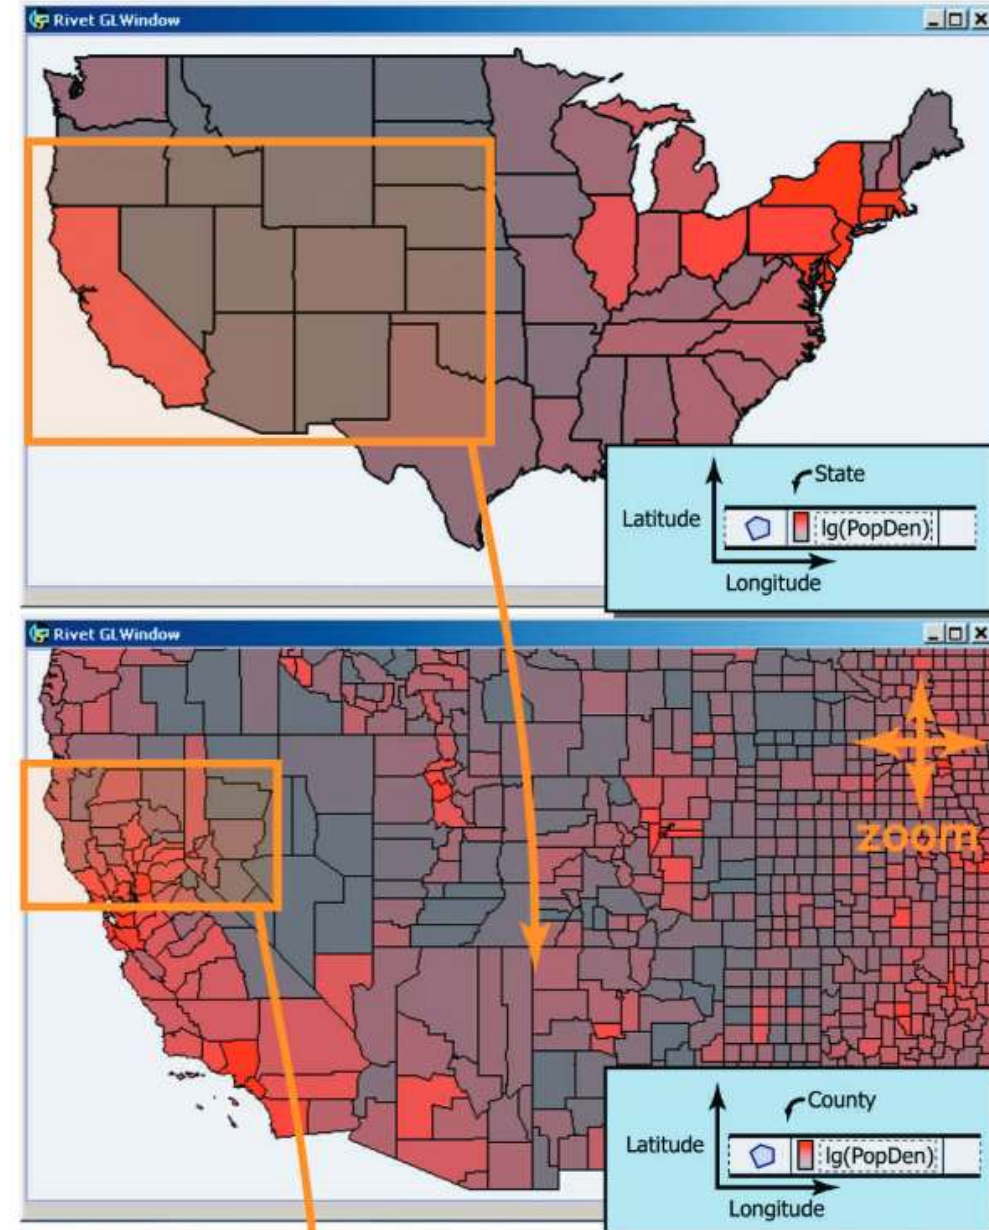 Rivet GLWindow
State
Latitude
lg(PopDen)
Longitude
Rivet GLWindow
zoom
County
Latitude
lg(PopDen)
Longitude